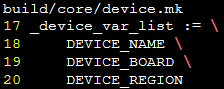 build/core/device.mk
17 _device_var_list := \
18     DEVICE_NAME \
19     DEVICE_BOARD \
20     DEVICE_REGION